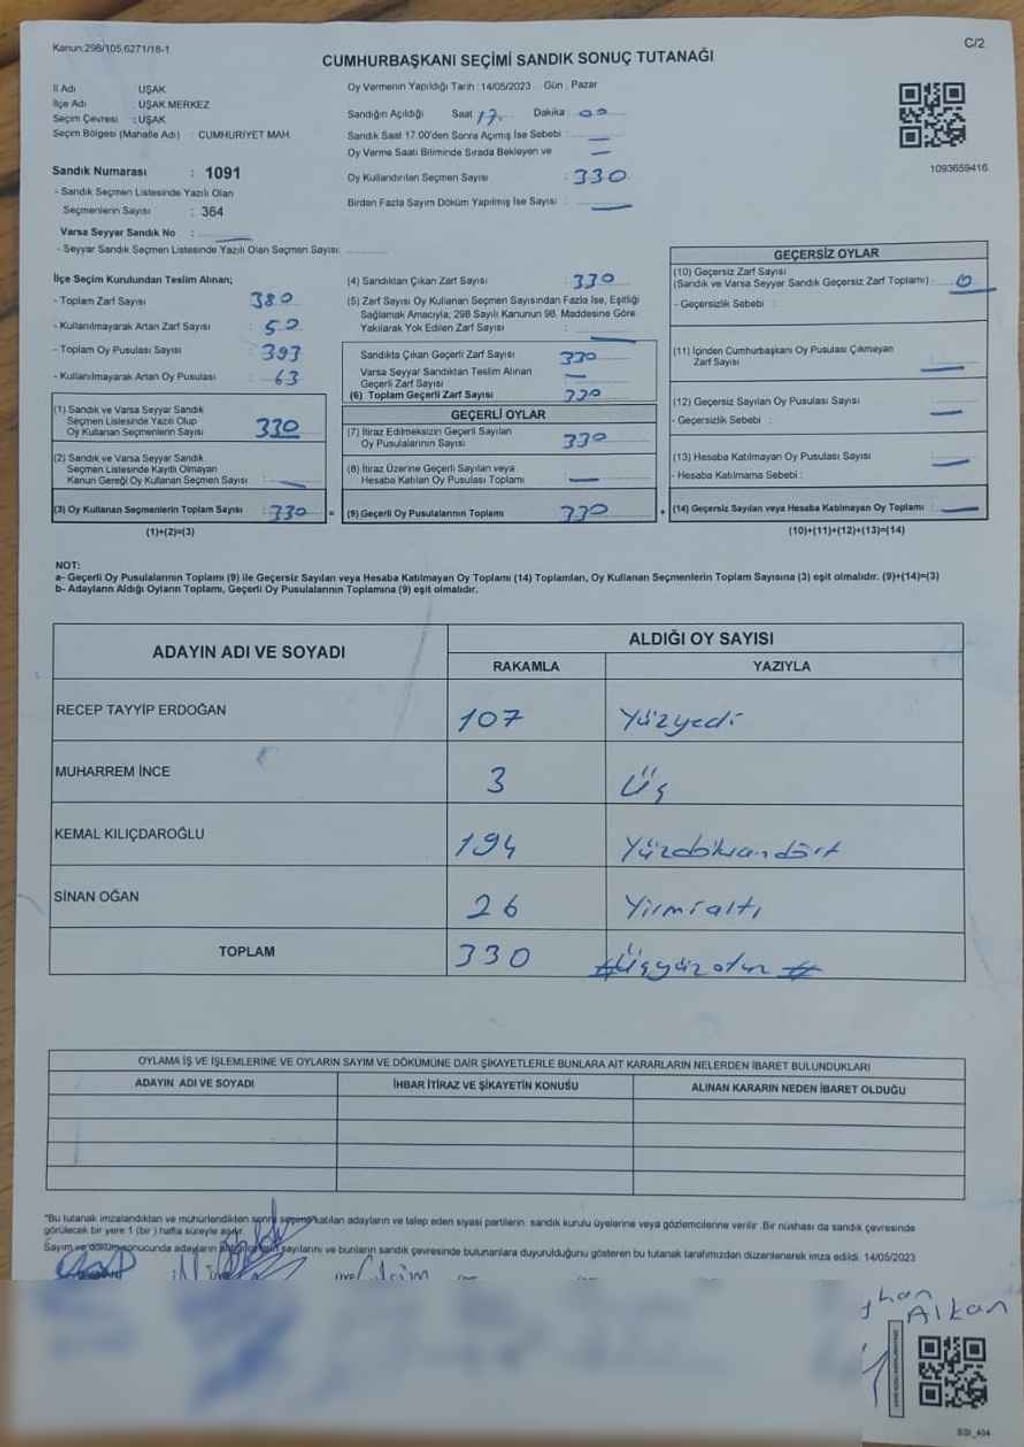 Kanun:298/105,6271/18-1
C/2
CUMHURBAŞKANI SEÇİMİ SANDIK SONUÇ TUTANAĞI
İl Adı UŞAK
İlçe Adı : UŞAK MERKEZ
Seçim Çevresi : UŞAK
Seçim Bölgesi (Mahalle Adı) : CUMHURİYET MAH.
Sandık Numarası : 1091
- Sandık Seçmen Listesinde Yazılı Olan
Seçmenlerin Sayısı : 364
Varsa Seyyar Sandık No :
- Seyyar Sandık Seçmen Listesinde Yazılı Olan Seçmen Sayısı:
Oy Vermenin Yapıldığı Tarih : 14/05/2023 Gün : Pazar
Sandığın Açıldığı Saat 17. Dakika 00
Sandık Saat 17.00'den Sonra Açımış İse Sebebi : —
Oy Verme Saati Bitiminde Sırada Bekleyen ve —
Oy Kullandırılan Seçmen Sayısı : 330
Birden Fazla Sayım Döküm Yapılmış İse Sayısı : —
1093659416
İlçe Seçim Kurulundan Teslim Alınan;
- Toplam Zarf Sayısı 380
- Kullanılmayarak Artan Zarf Sayısı : 50
- Toplam Oy Pusulası Sayısı 393
- Kullanılmayarak Artan Oy Pusulası 63
(1) Sandık ve Varsa Seyyar Sandık
Seçmen Listesinde Yazılı Olup
Oy Kullanan Seçmenlerin Sayısı 330
(2) Sandık ve Varsa Seyyar Sandık
Seçmen Listesinde Kayıtlı Olmayan
Kanun Gereği Oy Kullanan Seçmen Sayısı —
(3) Oy Kullanan Seçmenlerin Toplam Sayısı : 330
(1)+(2)=(3)
(4) Sandıktan Çıkan Zarf Sayısı : 330
(5) Zarf Sayısı Oy Kullanan Seçmen Sayısından Fazla İse, Eşitliği
Sağlamak Amacıyla, 298 Sayılı Kanunun 98. Maddesine Göre
Yakılarak Yok Edilen Zarf Sayısı : —
Sandıkta Çıkan Geçerli Zarf Sayısı 330
Varsa Seyyar Sandıktan Teslim Alınan
Geçerli Zarf Sayısı —
(6) Toplam Geçerli Zarf Sayısı 330
GEÇERLİ OYLAR
(7) İtiraz Edilmeksizin Geçerli Sayılan
Oy Pusulalarının Sayısı 330
(8) İtiraz Üzerine Geçerli Sayılan veya
Hesaba Katılan Oy Pusulası Toplamı —
= (9) Geçerli Oy Pusulalarının Toplamı 330
GEÇERSİZ OYLAR
(10) Geçersiz Zarf Sayısı
(Sandık ve Varsa Seyyar Sandık Geçersiz Zarf Toplamı) 0
- Geçersizlik Sebebi :
(11) İçinden Cumhurbaşkanı Oy Pusulası Çıkmayan
Zarf Sayısı —
(12) Geçersiz Sayılan Oy Pusulası Sayısı
- Geçersizlik Sebebi : —
(13) Hesaba Katılmayan Oy Pusulası Sayısı —
- Hesaba Katılmama Sebebi :
+ (14) Geçersiz Sayılan veya Hesaba Katılmayan Oy Toplamı —
(10)+(11)+(12)+(13)=(14)
NOT:
a- Geçerli Oy Pusulalarının Toplamı (9) ile Geçersiz Sayılan veya Hesaba Katılmayan Oy Toplamı (14) Toplamları, Oy Kullanan Seçmenlerin Toplam Sayısına (3) eşit olmalıdır. (9)+(14)=(3)
b- Adayların Aldığı Oyların Toplamı, Geçerli Oy Pusulalarının Toplamına (9) eşit olmalıdır.
ADAYIN ADI VE SOYADI ALDIĞI OY SAYISI
RAKAMLA YAZIYLA
RECEP TAYYİP ERDOĞAN 107 Yüzyedi
MUHARREM İNCE 3 Üç
KEMAL KILIÇDAROĞLU 194 Yüzdoksandört
SİNAN OĞAN 26 Yirmialtı
TOPLAM 330 #Üçyüzotuz#
OYLAMA İŞ VE İŞLEMLERİNE VE OYLARIN SAYIM VE DÖKÜMÜNE DAİR ŞİKAYETLERLE BUNLARA AİT KARARLARIN NELERDEN İBARET BULUNDUKLARI
ADAYIN ADI VE SOYADI İHBAR İTİRAZ VE ŞİKAYETİN KONUSU ALINAN KARARIN NEDEN İBARET OLDUĞU
"Bu tutanak imzalandıktan ve mühürlendikten sonra seçime katılan adayların ve talep eden siyasi partilerin sandık kurulu üyelerine veya gözlemcilerine verilir. Bir nüshası da sandık çevresinde
görülecek bir yere 1 (bir) hafta süreyle asılır.
Sayım ve döküm sonucunda adayların sayılarını ve bunların sandık çevresinde bulunanlara duyurulduğunu gösteren bu tutanak tarafımızdan düzenlenerek imza edildi. 14/05/2023
Alkan